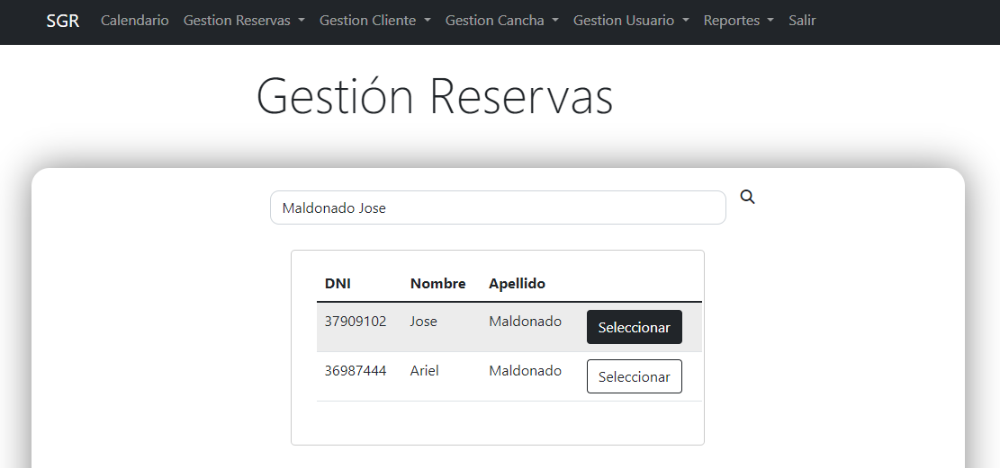 SGR Calendario Gestion Reservas Gestion Cliente Gestion Cancha Gestion Usuario Reportes Salir
Gestión Reservas
Maldonado Jose
DNI Nombre Apellido
37909102 Jose Maldonado Seleccionar
36987444 Ariel Maldonado Seleccionar